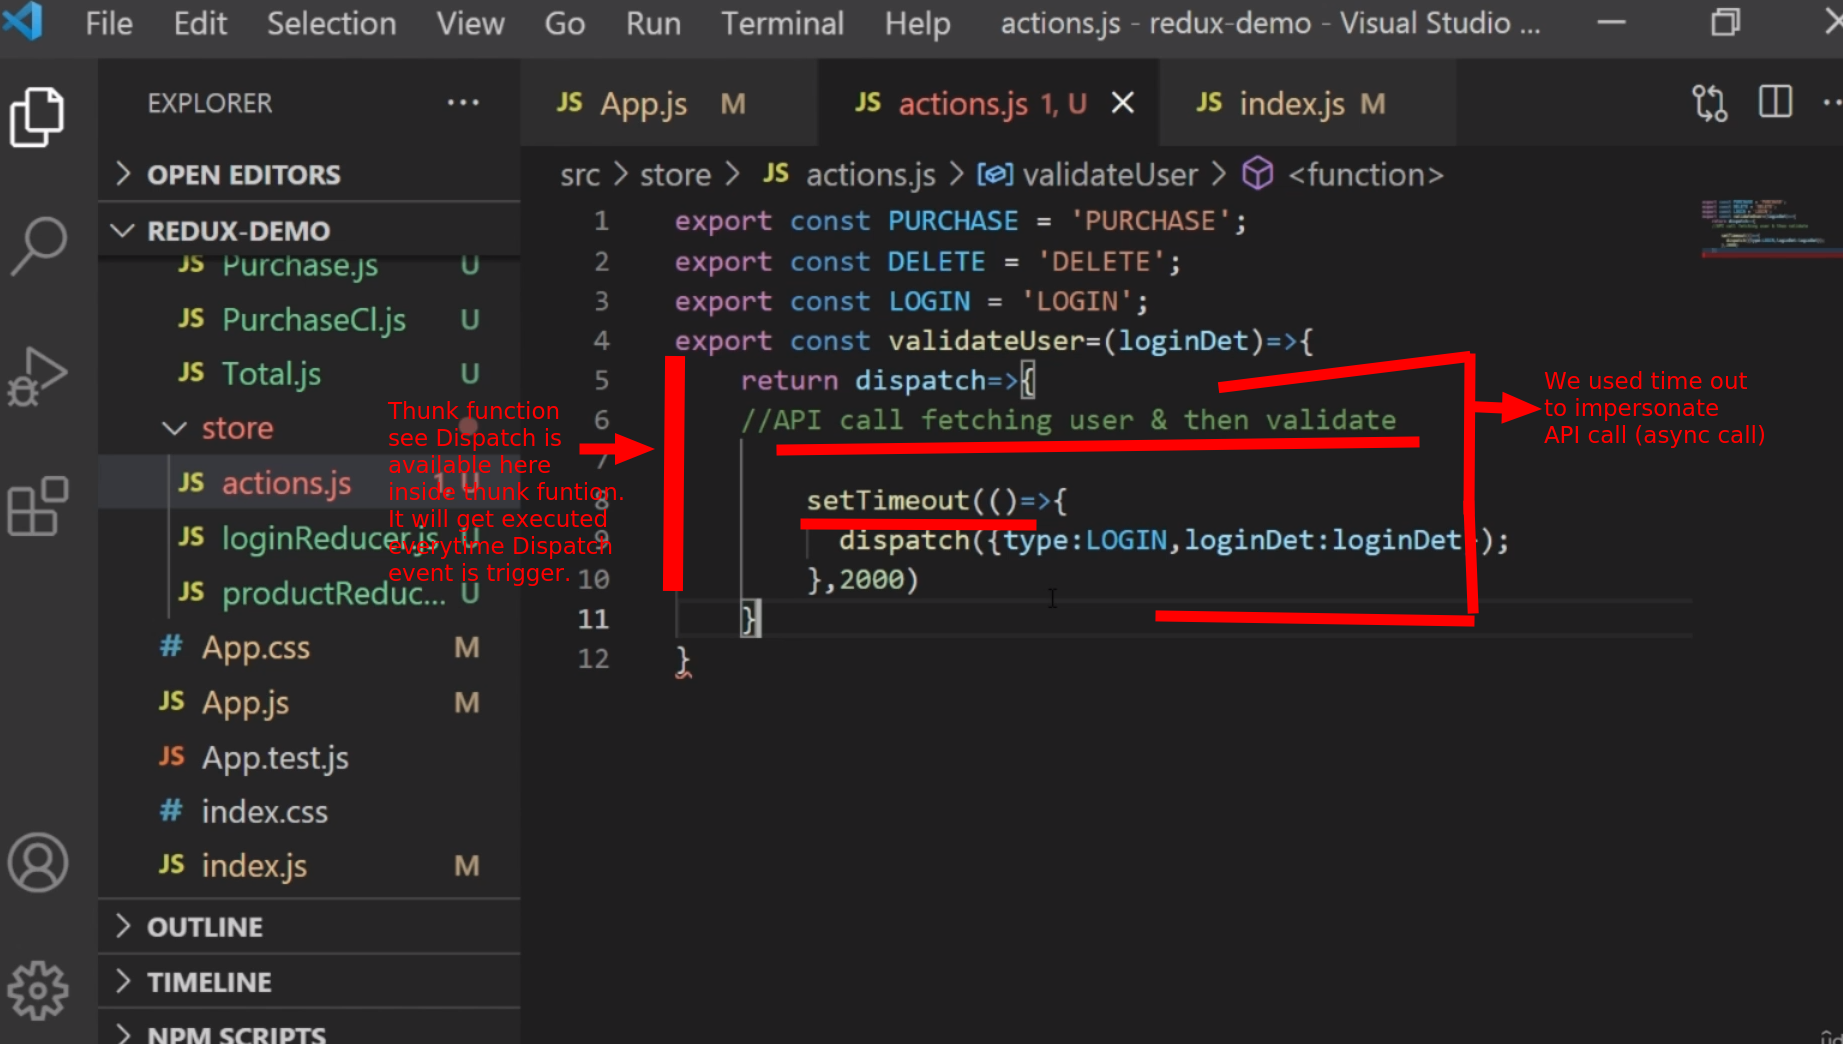 File Edit Selection View Go Run Terminal Help actions.js - redux-demo - Visual Studio ...
EXPLORER ...
OPEN EDITORS
REDUX-DEMO
JS Purchase.js U
JS PurchaseCl.js U
JS Total.js U
store
JS actions.js 1, U
JS loginReducer.js U
JS productReduc... U
# App.css M
JS App.js M
JS App.test.js
# index.css
JS index.js M
OUTLINE
TIMELINE
NPM SCRIPTS
JS App.js M
JS actions.js 1, U
JS index.js M
src > store > JS actions.js > validateUser > <function>
1 export const PURCHASE = 'PURCHASE';
2 export const DELETE = 'DELETE';
3 export const LOGIN = 'LOGIN';
4 export const validateUser=(loginDet)=>{
5 return dispatch=>{
6 //API call fetching user & then validate
7
8 setTimeout(()=>{
9 dispatch({type:LOGIN,loginDet:loginDet});
10 },2000)
11 }
12 }
Thunk function
see Dispatch is
available here
inside thunk funtion.
It will get executed
everytime Dispatch
event is trigger.
We used time out
to impersonate
API call (async call)